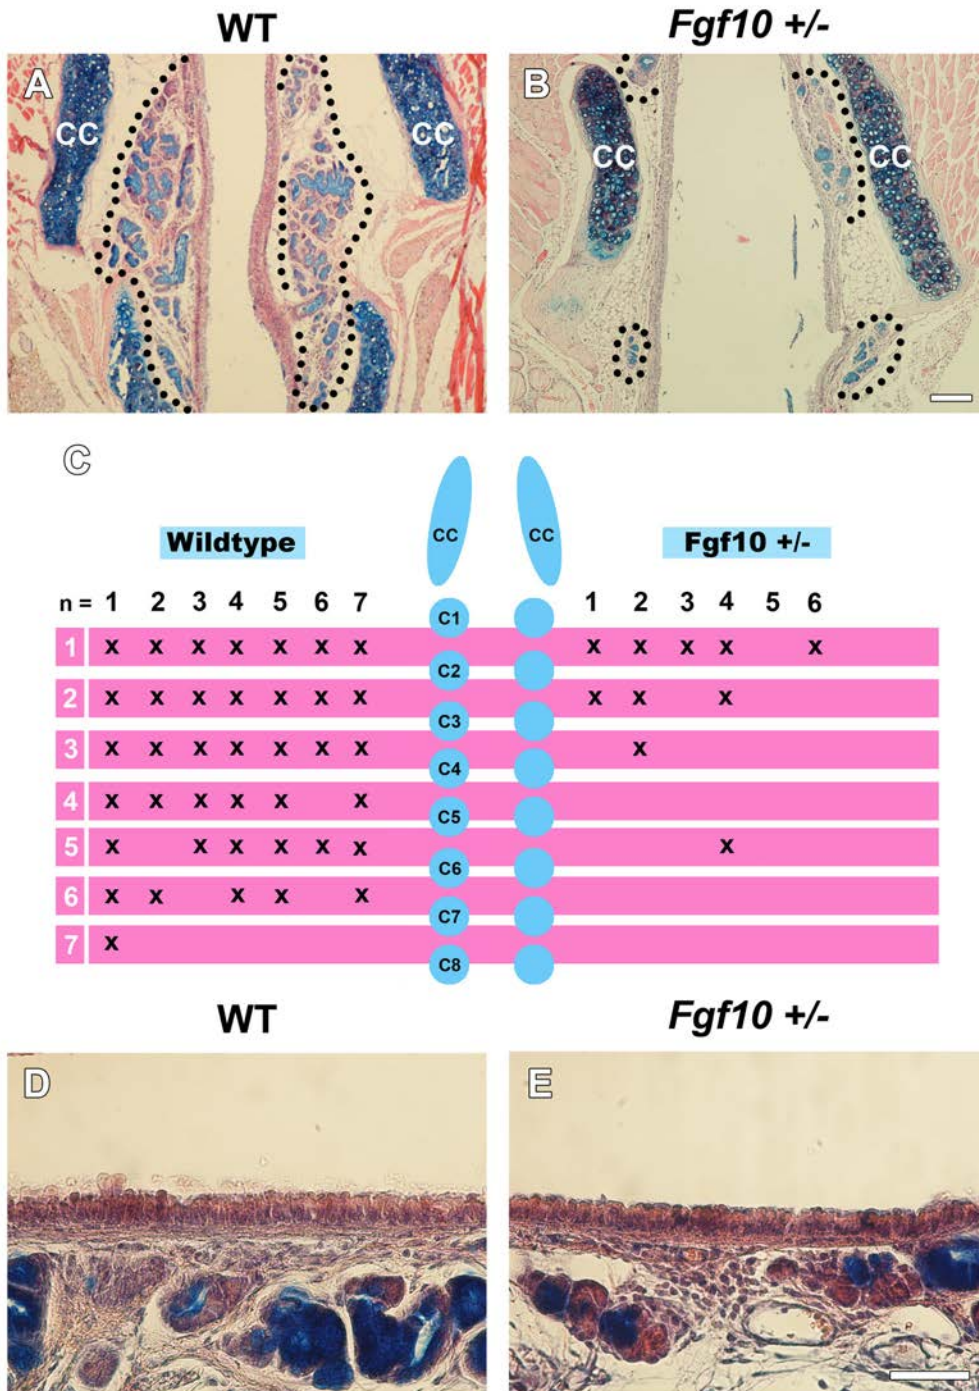 WT Fgf10 +/-
A B
CC CC CC CC
C
CC CC
Wildtype Fgf10 +/-
n = 1 2 3 4 5 6 7 1 2 3 4 5 6
C1
1 x x x x x x x x x x x x
C2
2 x x x x x x x x x x
C3
3 x x x x x x x x
C4
4 x x x x x x
C5
5 x x x x x x x
C6
6 x x x x x
C7
7 x
C8
WT Fgf10 +/-
D E